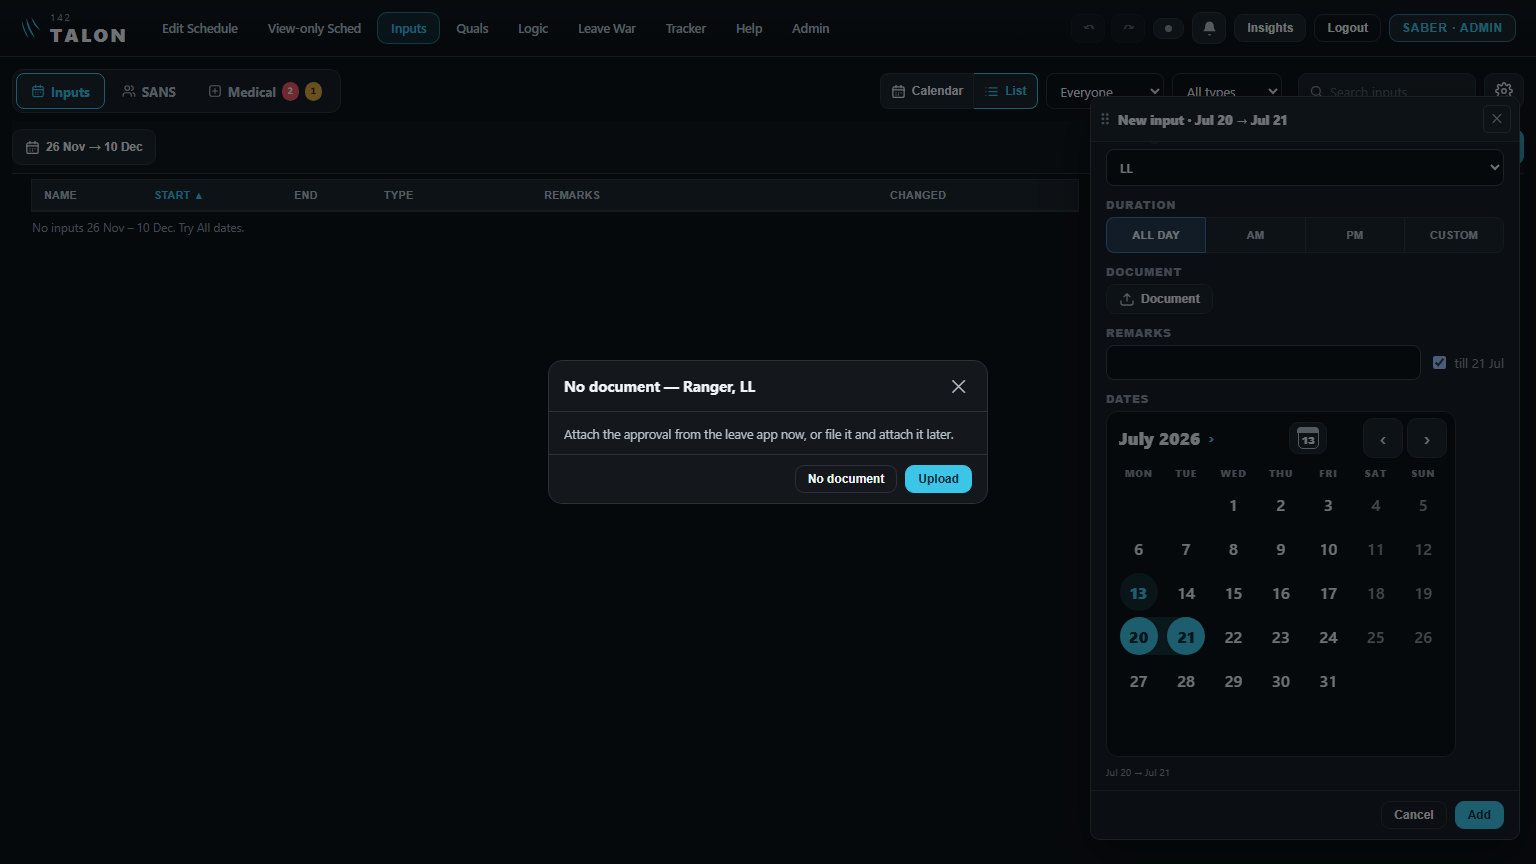 142
TALON
Edit Schedule
View-only Sched
Inputs
Quals
Logic
Leave War
Tracker
Help
Admin
Insights
Logout
SABER · ADMIN
Inputs
SANS
Medical 2 1
Calendar
List
Everyone
All types
Search inputs
26 Nov → 10 Dec
NAME START ▲ END TYPE REMARKS CHANGED
No inputs 26 Nov – 10 Dec. Try All dates.
No document — Ranger, LL
Attach the approval from the leave app now, or file it and attach it later.
No document
Upload
New input · Jul 20 → Jul 21
LL
DURATION
ALL DAY AM PM CUSTOM
DOCUMENT
Document
REMARKS
till 21 Jul
DATES
July 2026 ›
13
‹ ›
MON TUE WED THU FRI SAT SUN
1 2 3 4 5
6 7 8 9 10 11 12
13 14 15 16 17 18 19
20 21 22 23 24 25 26
27 28 29 30 31
Jul 20 → Jul 21
Cancel
Add